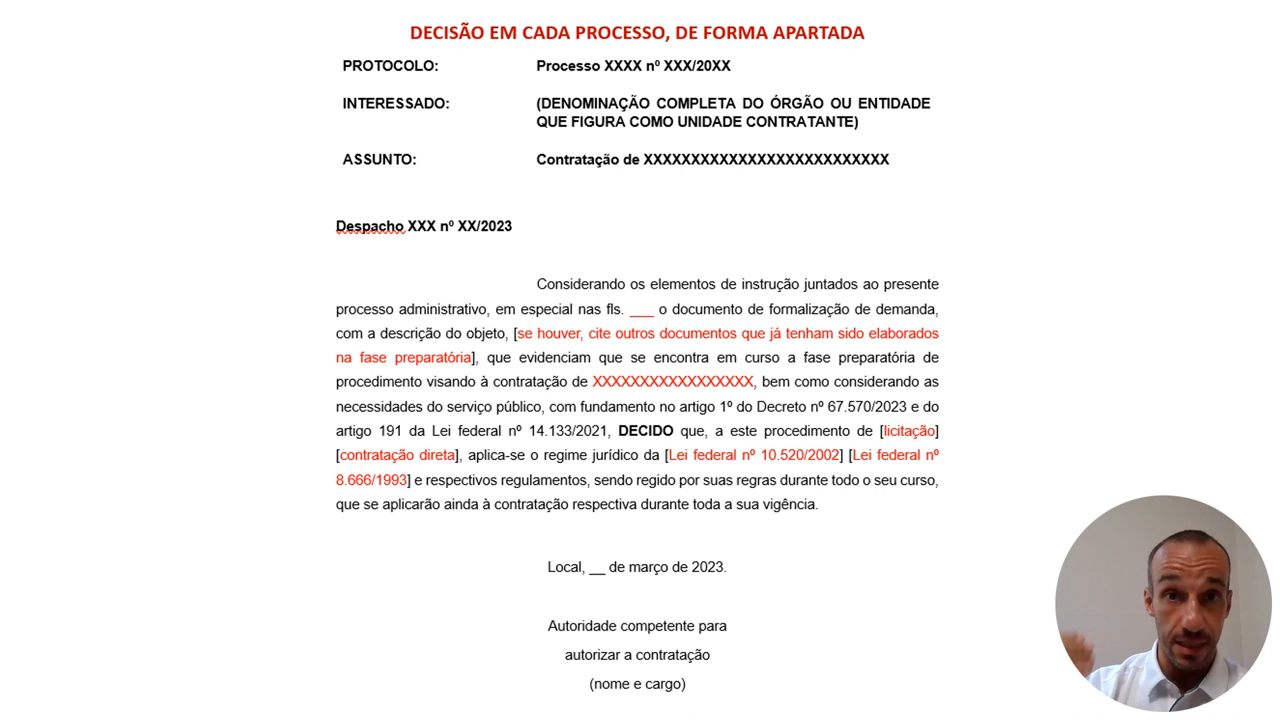 DECISÃO EM CADA PROCESSO, DE FORMA APARTADA
PROTOCOLO: Processo XXXX nº XXX/20XX
INTERESSADO: (DENOMINAÇÃO COMPLETA DO ÓRGÃO OU ENTIDADE
QUE FIGURA COMO UNIDADE CONTRATANTE)
ASSUNTO: Contratação de XXXXXXXXXXXXXXXXXXXXXXXXXX
Despacho XXX nº XX/2023
Considerando os elementos de instrução juntados ao presente
processo administrativo, em especial nas fls. ___ o documento de formalização de demanda,
com a descrição do objeto, [se houver, cite outros documentos que já tenham sido elaborados
na fase preparatória], que evidenciam que se encontra em curso a fase preparatória de
procedimento visando à contratação de XXXXXXXXXXXXXXXXX, bem como considerando as
necessidades do serviço público, com fundamento no artigo 1º do Decreto nº 67.570/2023 e do
artigo 191 da Lei federal nº 14.133/2021, DECIDO que, a este procedimento de [licitação]
[contratação direta], aplica-se o regime jurídico da [Lei federal nº 10.520/2002] [Lei federal nº
8.666/1993] e respectivos regulamentos, sendo regido por suas regras durante todo o seu curso,
que se aplicarão ainda à contratação respectiva durante toda a sua vigência.
Local, __ de março de 2023.
Autoridade competente para
autorizar a contratação
(nome e cargo)